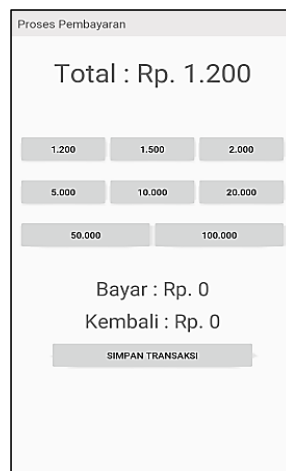 Proses Pembayaran
Total : Rp. 1.200
1.200 1.500 2.000
5.000 10.000 20.000
50.000 100.000
Bayar : Rp. 0
Kembali : Rp. 0
SIMPAN TRANSAKSI